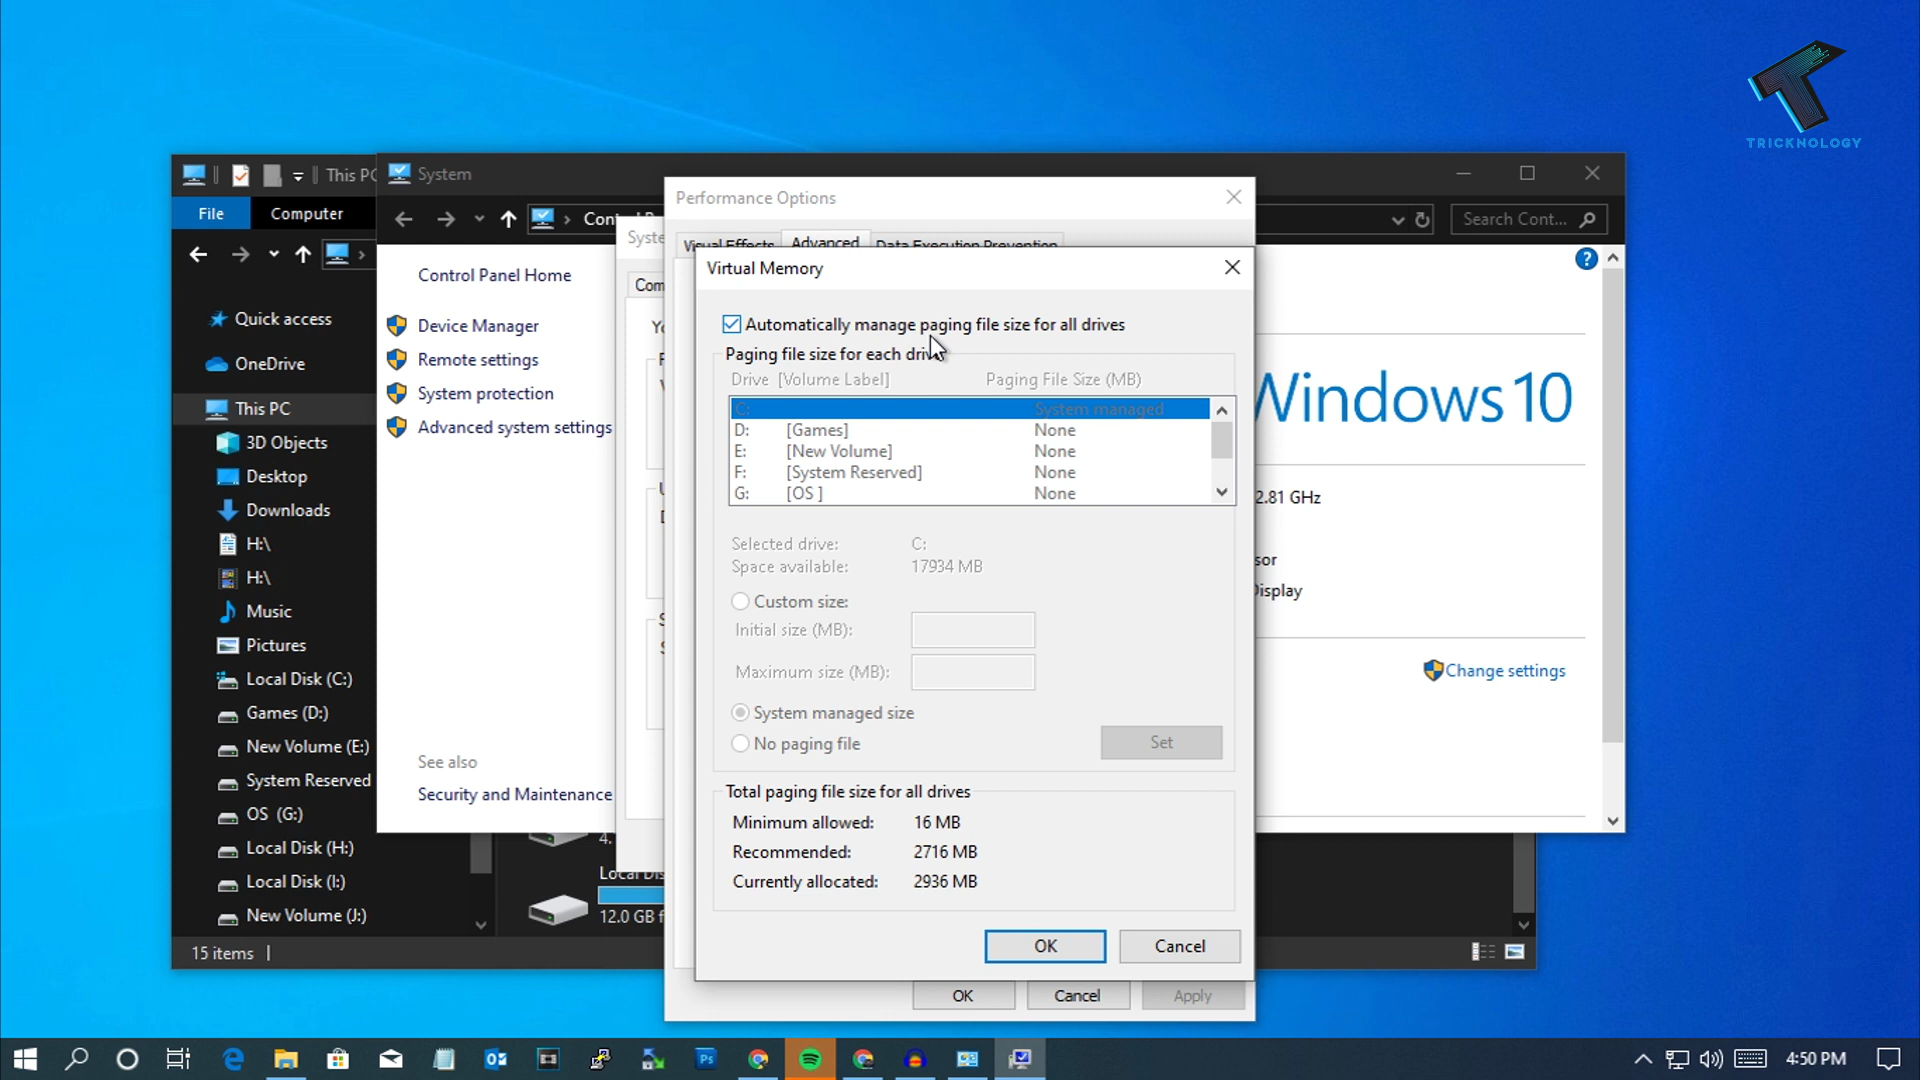 TRICKNOLOGY
This PC
System
File
Computer
Search Cont...
Quick access
OneDrive
This PC
3D Objects
Desktop
Downloads
H:\
H:\
Music
Pictures
Local Disk (C:)
Games (D:)
New Volume (E:)
System Reserved
OS (G:)
Local Disk (H:)
Local Disk (I:)
New Volume (J:)
15 items
Control Panel Home
Device Manager
Remote settings
System protection
Advanced system settings
See also
Security and Maintenance
Performance Options
Visual Effects
Advanced
Data Execution Prevention
Virtual Memory
Automatically manage paging file size for all drives
Paging file size for each drive
Drive [Volume Label] Paging File Size (MB)
C: System managed
D: [Games] None
E: [New Volume] None
F: [System Reserved] None
G: [OS ] None
Selected drive: C:
Space available: 17934 MB
Custom size:
Initial size (MB):
Maximum size (MB):
System managed size
No paging file
Set
Total paging file size for all drives
Minimum allowed: 16 MB
Recommended: 2716 MB
Currently allocated: 2936 MB
OK Cancel
OK Cancel Apply
Windows 10
2.81 GHz
Change settings
12.0 GB f
4:50 PM